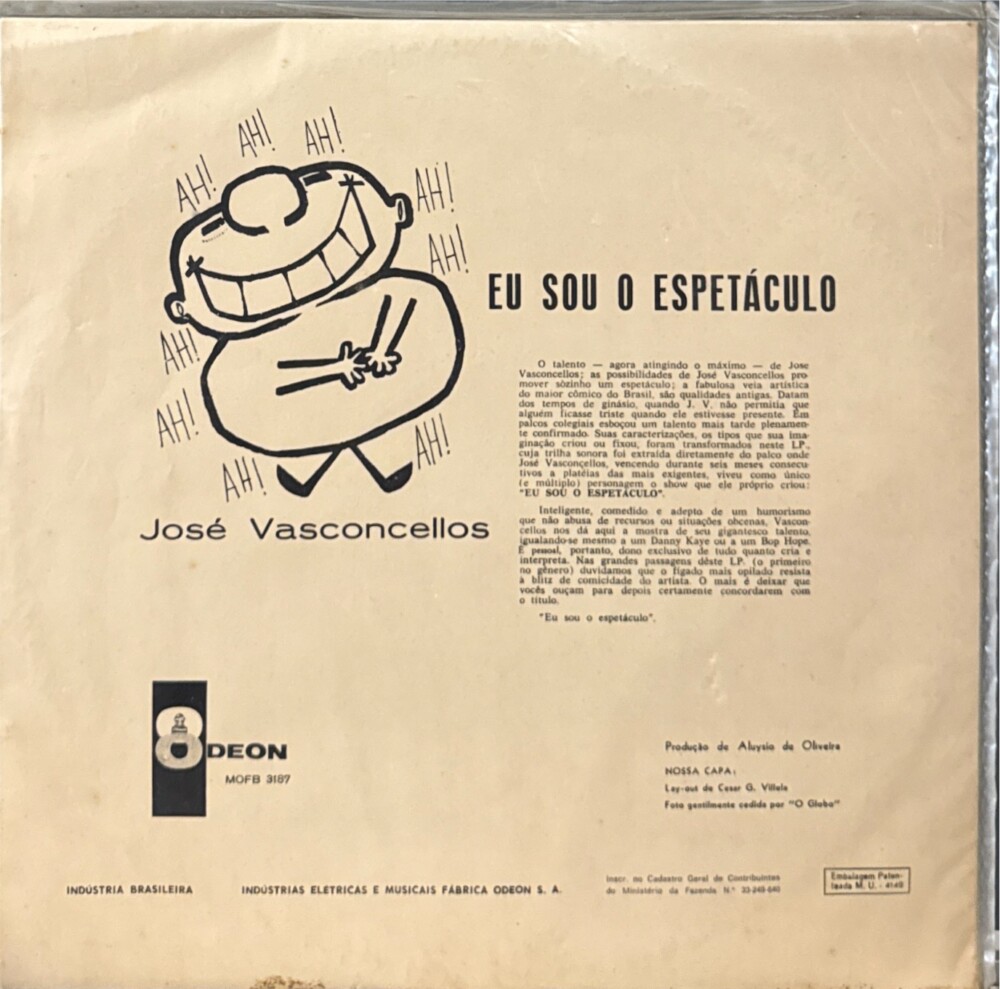 AH!
AH!
AH!
AH!
AH!
AH!
AH!
AH!
AH!
EU SOU O ESPETÁCULO
O talento — agora atingindo o máximo — de Jose
Vasconcellos; as possibilidades de José Vasconcellos pro-
mover sòzinho um espetáculo; a fabulosa veia artística
do maior cômico do Brasil, são qualidades antigas. Datam
dos tempos de ginásio, quando J. V. não permitia que
alguém ficasse triste quando ele estivesse presente. Em
palcos colegiais esboçou um talento mais tarde plenamen-
te confirmado. Suas caracterizações, os tipos que sua ima-
ginação criou ou fixou, foram transformados neste LP.,
cuja trilha sonora foi extraída diretamente do palco onde
José Vasconçellos, vencendo durante seis meses consecu-
tivos a platéias das mais exigentes, viveu como único
(e múltiplo) personagem o show que ele próprio criou:
"EU SOU O ESPETÁCULO".
Inteligente, comedido e adepto de um humorismo
que não abusa de recursos ou situações obcenas, Vascon-
cellos nos dá aqui a mostra de seu gigantesco talento,
igualando-se mesmo a um Danny Kaye ou a um Bop Hope.
É pessoal, portanto, dono exclusivo de tudo quanto cria e
interpreta. Nas grandes passagens dêste LP. (o primeiro
no gênero) duvidamos que o fígado mais opilado resista
à blitz de comicidade do artista. O mais é deixar que
vocês ouçam para depois certamente concordarem com
o título.
"Eu sou o espetáculo".
José Vasconcellos
ODEON
MOFB 3187
Produção de Aluysio de Oliveira
NOSSA CAPA:
Lay-out de Cesar G. Villela
Foto gentilmente cedida por "O Globo"
INDÚSTRIA BRASILEIRA
INDÚSTRIAS ELÉTRICAS E MUSICAIS FÁBRICA ODEON S. A.
Inscr. no Cadastro Geral de Contribuintes
do Ministério da Fazenda N.º 33-249-640
Embalagem Paten-
teada M. U. - 4140